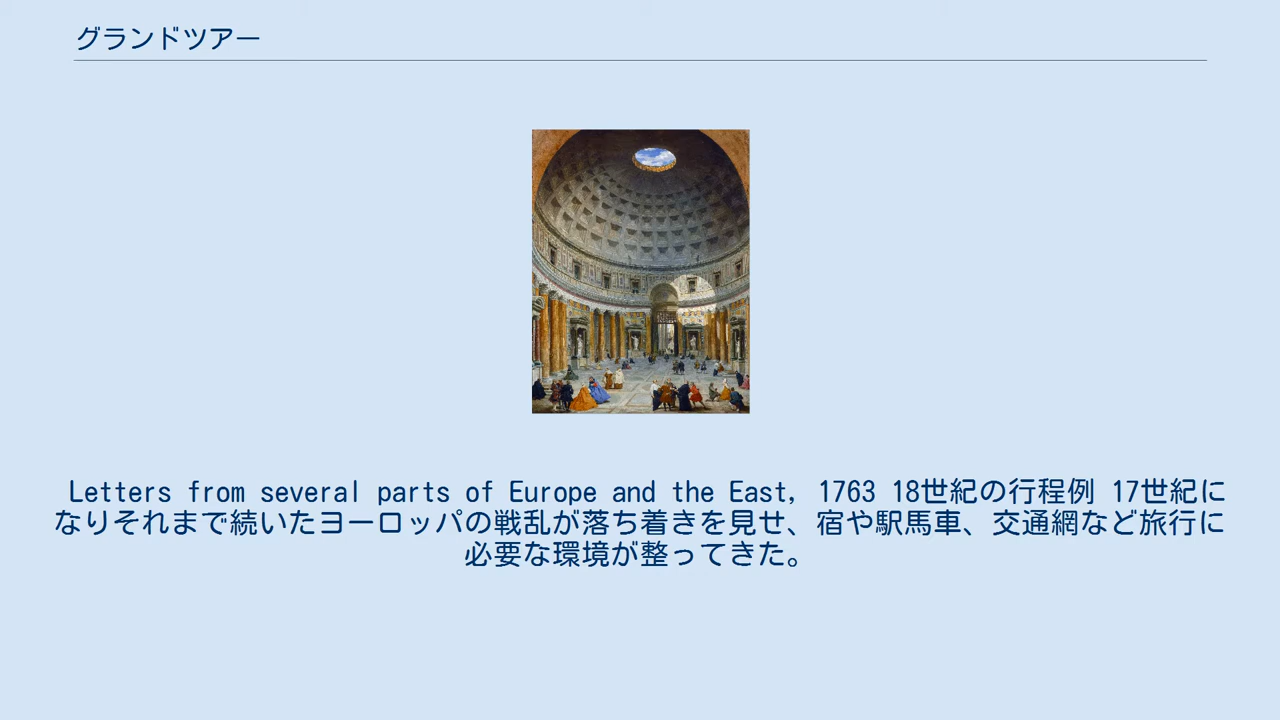 グランドツアー
Letters from several parts of Europe and the East, 1763 18世紀の行程例 17世紀に
なりそれまで続いたヨーロッパの戦乱が落ち着きを見せ、宿や駅馬車、交通網など旅行に
必要な環境が整ってきた。